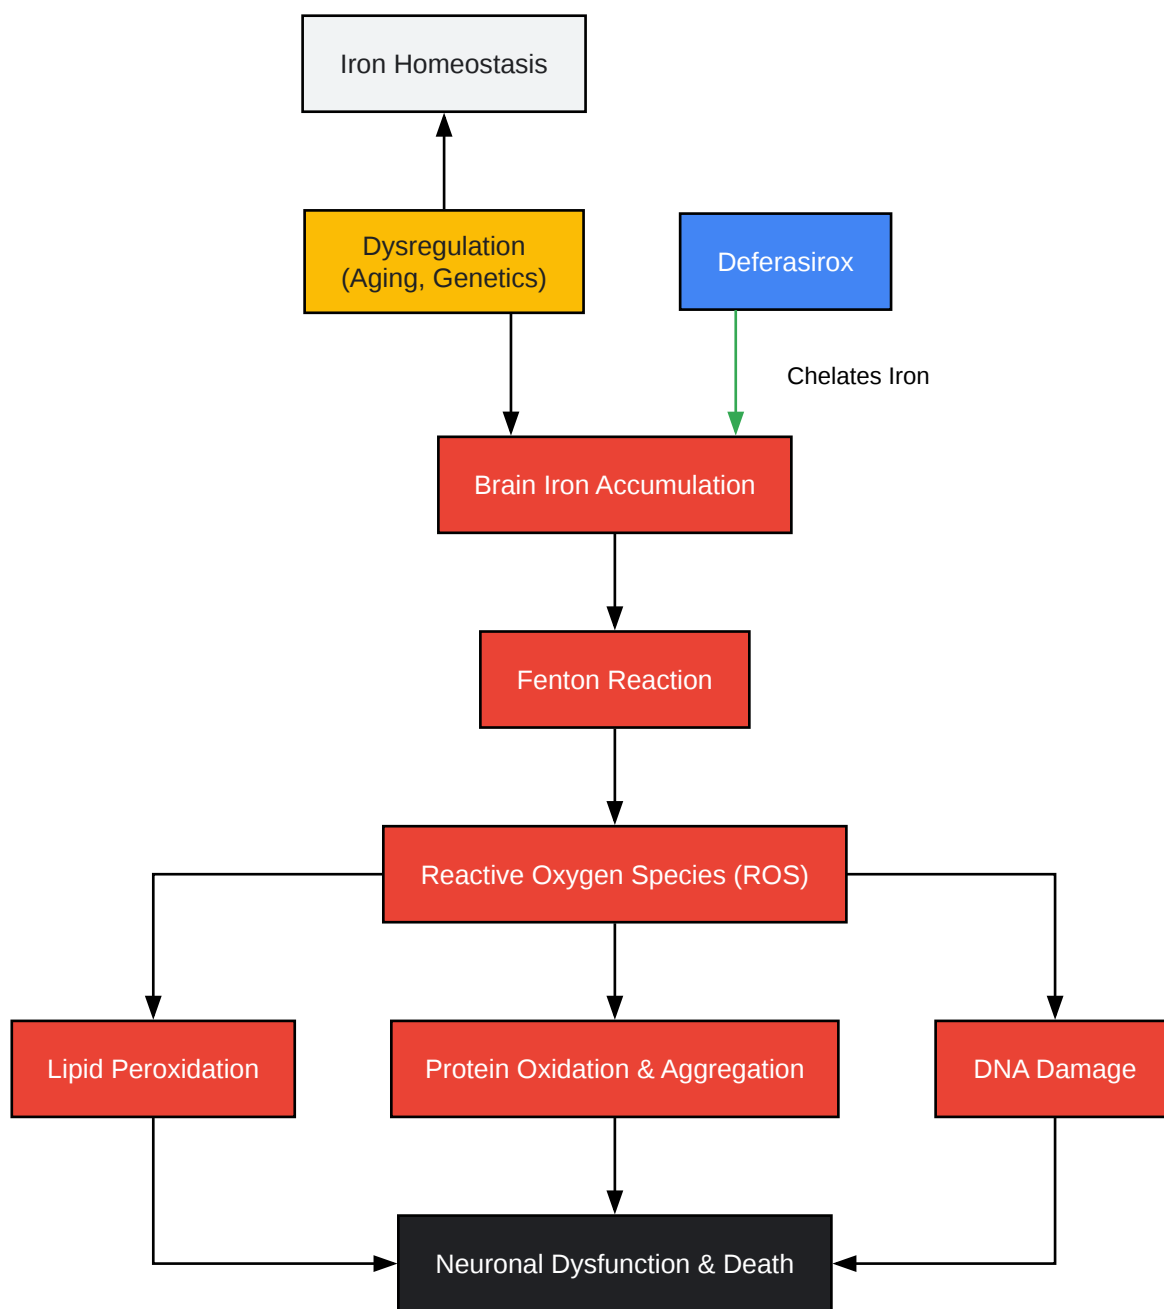 Iron Homeostasis
Dysregulation
(Aging, Genetics)
Deferasirox
Chelates Iron
Brain Iron Accumulation
Fenton Reaction
Reactive Oxygen Species (ROS)
Lipid Peroxidation
Protein Oxidation & Aggregation
DNA Damage
Neuronal Dysfunction & Death